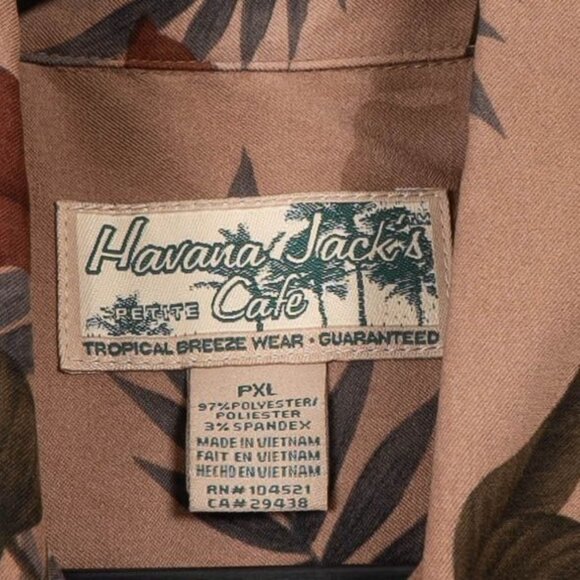 Havana Jack's
PETITE Café
TROPICAL BREEZE WEAR • GUARANTEED
PXL
97% POLYESTER/
POLIESTER
3% SPANDEX
MADE IN VIETNAM
FAIT EN VIETNAM
HECHO EN VIETNAM
RN# 104521
CA# 29438